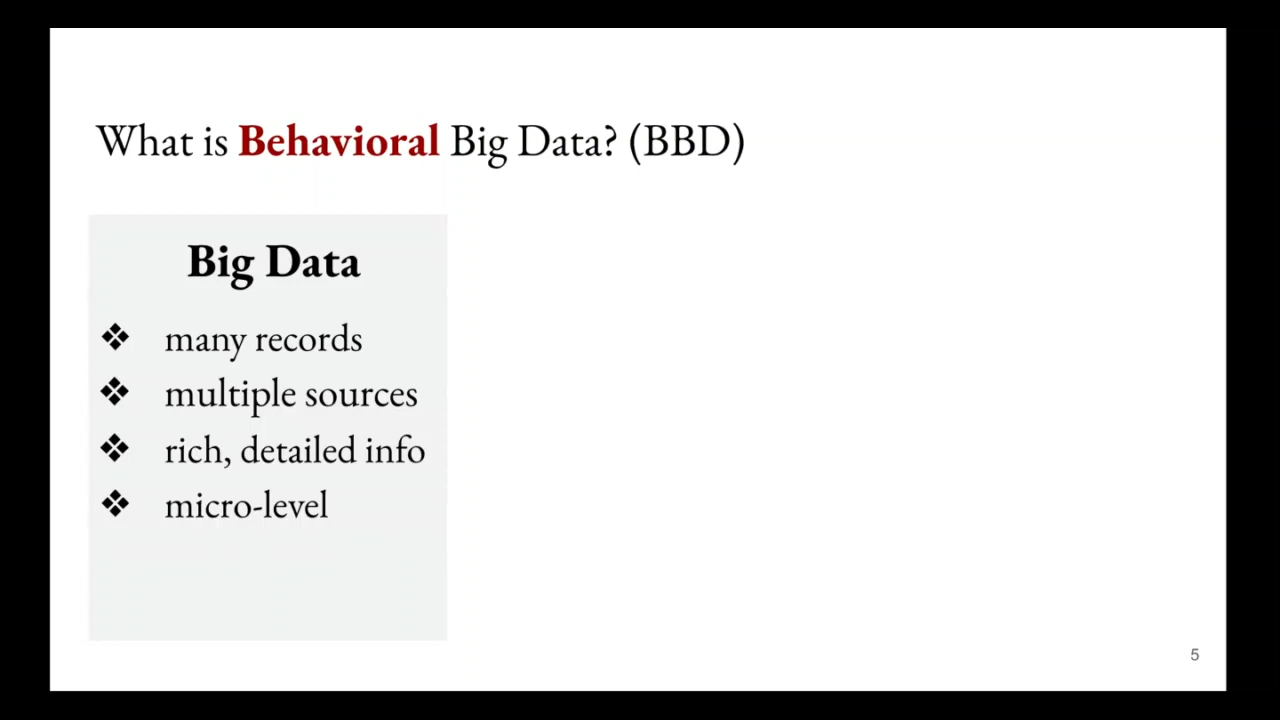 What is Behavioral Big Data? (BBD)
Big Data
❖ many records
❖ multiple sources
❖ rich, detailed info
❖ micro-level
5